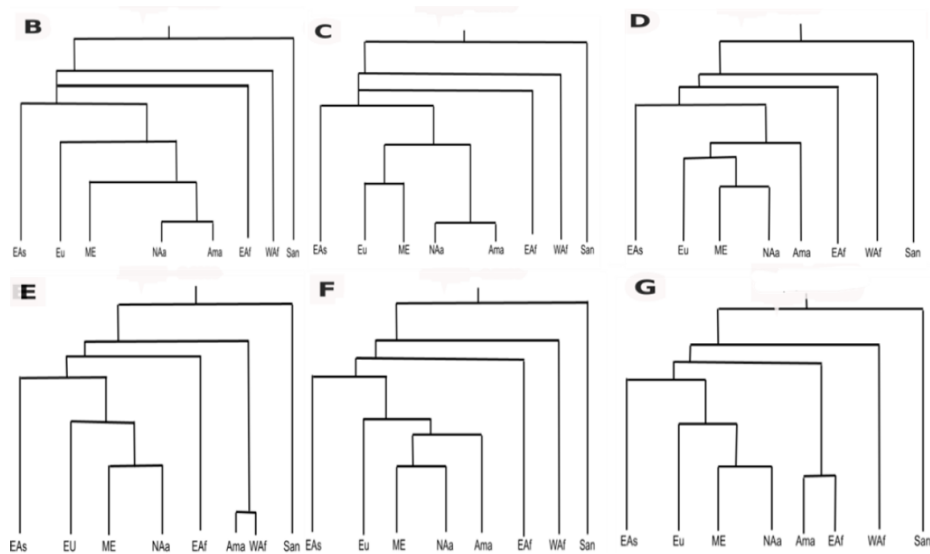 B
C
D
EAs Eu ME NAa Ama EAf WAf San
EAs Eu ME NAa Ama EAf WAf San
EAs Eu ME NAa Ama EAf WAf San
E
F
G
EAs EU ME NAa EAf Ama WAf San
EAs Eu ME NAa Ama EAf WAf San
EAs Eu ME NAa Ama EAf WAf San